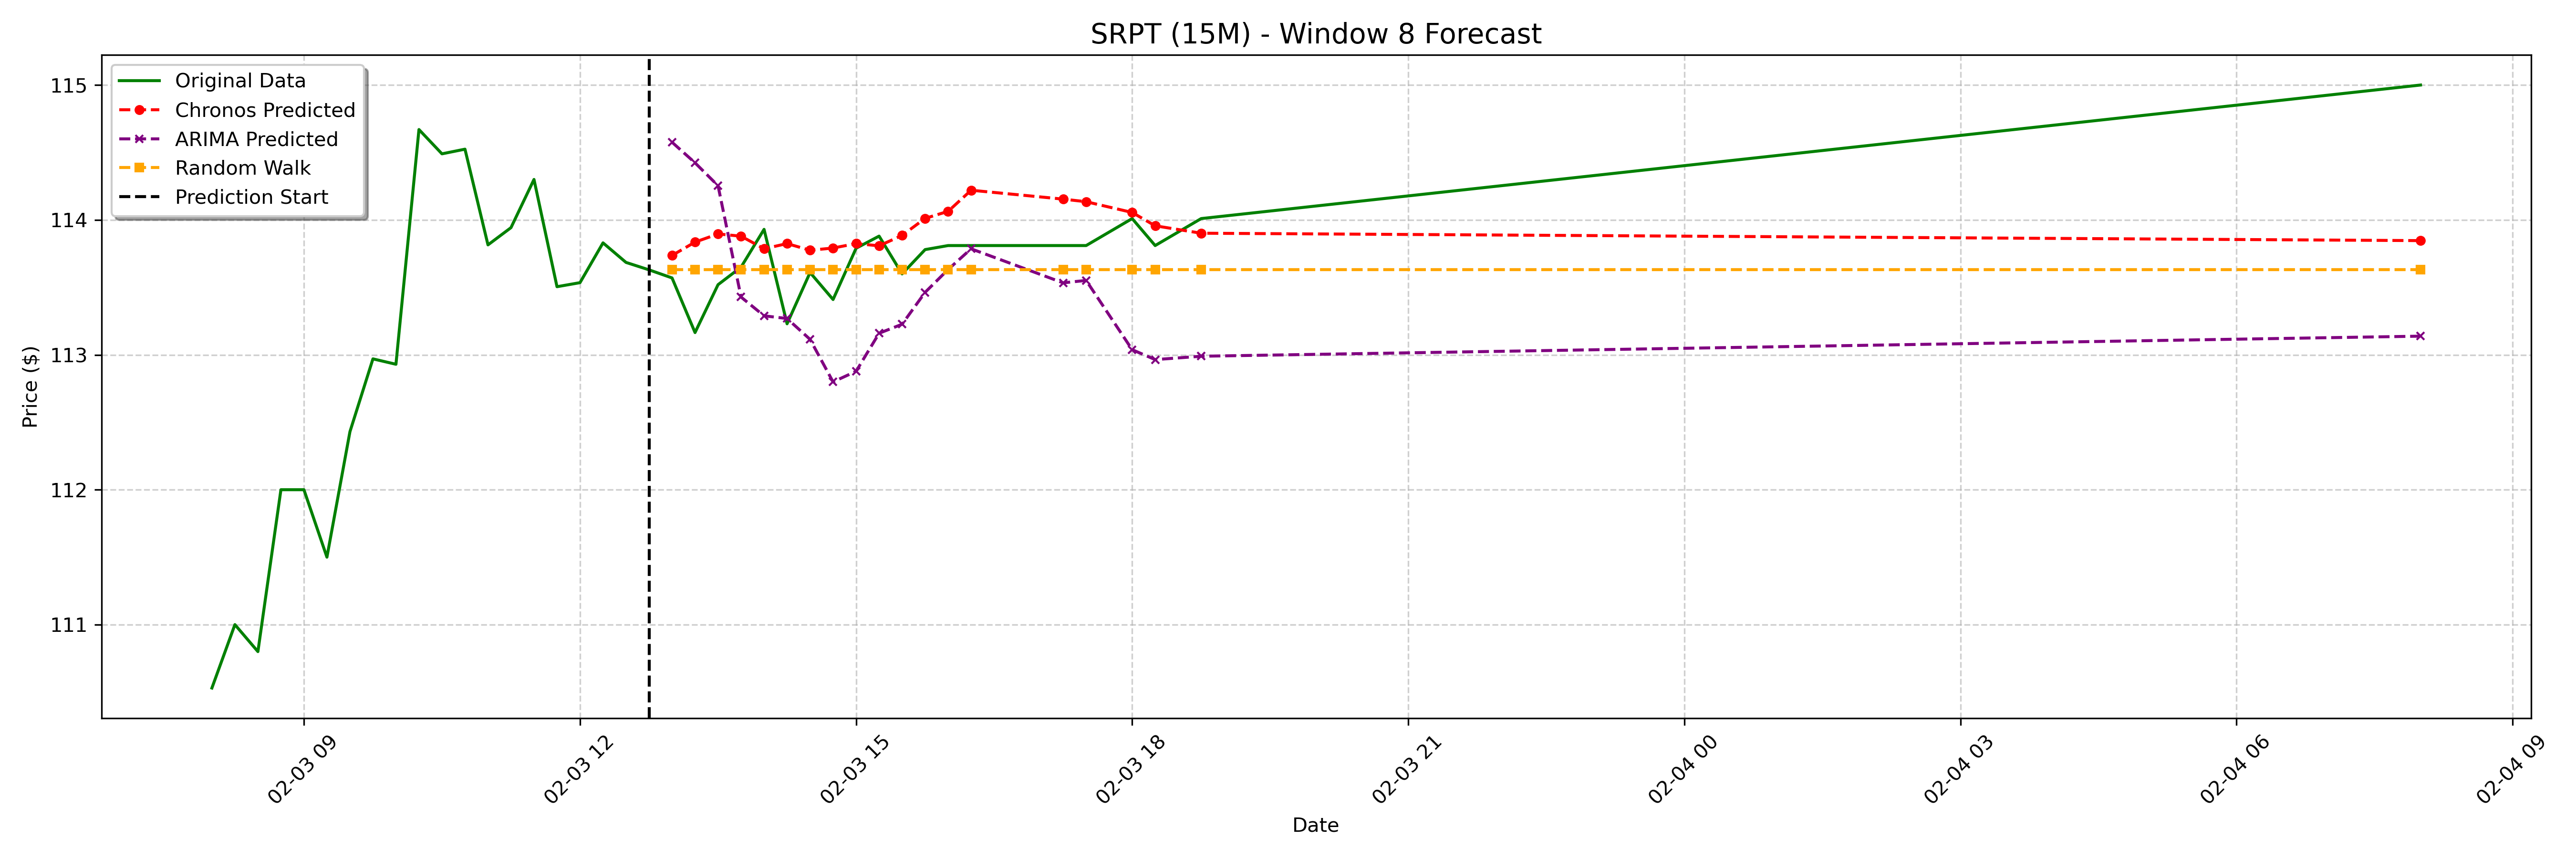 SRPT (15M) - Window 8 Forecast
Original Data
Chronos Predicted
ARIMA Predicted
Random Walk
Prediction Start
Price ($)
115
114
113
112
111
02-03 09
02-03 12
02-03 15
02-03 18
02-03 21
02-04 00
02-04 03
02-04 06
02-04 09
Date